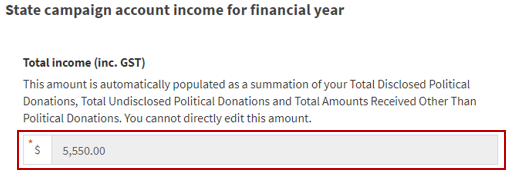 State campaign account income for financial year
Total income (inc. GST)
This amount is automatically populated as a summation of your Total Disclosed Political
Donations, Total Undisclosed Political Donations and Total Amounts Received Other Than
Political Donations. You cannot directly edit this amount.
* $ 5,550.00